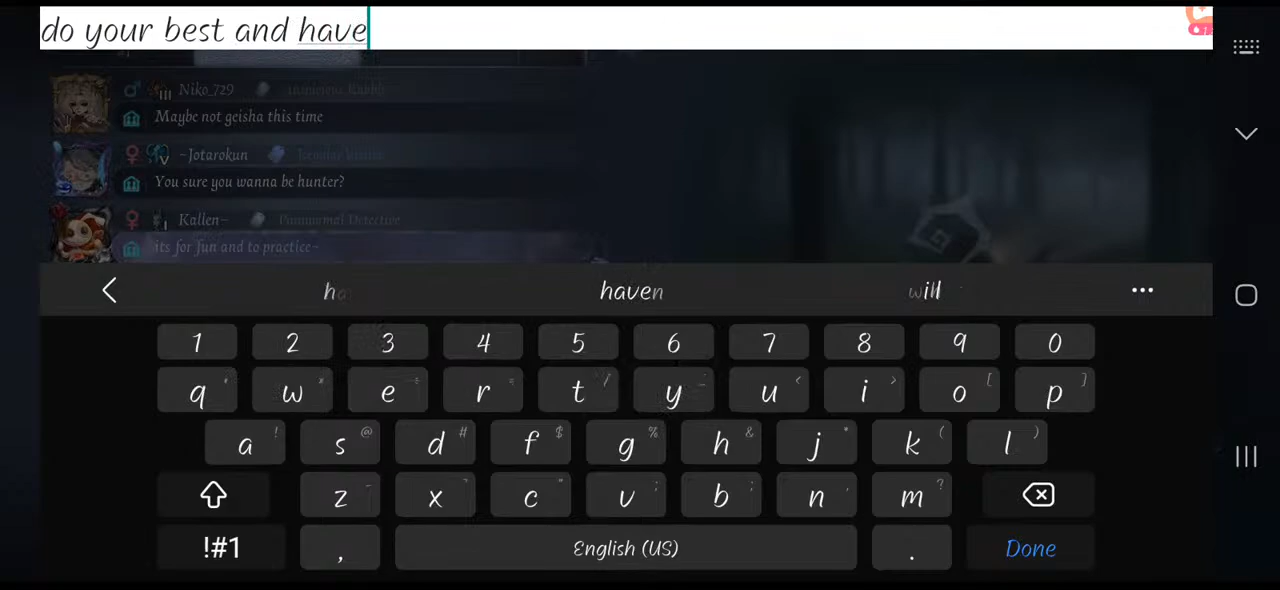 do your best and have
Niko_729
Maybe not geisha this time
~Jotarokun
You sure you wanna be hunter?
Kallen~ Paranormal Detective
its for fun and to practice~
haven will
1 2 3 4 5 6 7 8 9 0
q w e r t y u i o p
a s d f g h j k l
z x c v b n m
!#1 , English (US) . Done